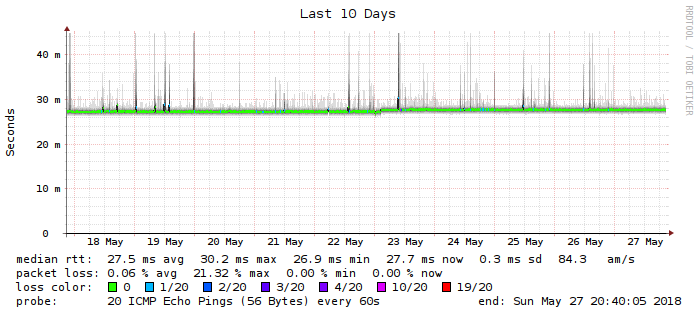 Last 10 Days
RRDTOOL / TOBI OETIKER
Seconds
40 m
30 m
20 m
10 m
0
18 May 19 May 20 May 21 May 22 May 23 May 24 May 25 May 26 May 27 May
median rtt: 27.5 ms avg 30.2 ms max 26.9 ms min 27.7 ms now 0.3 ms sd 84.3 am/s
packet loss: 0.06 % avg 21.32 % max 0.00 % min 0.00 % now
loss color: 0 1/20 2/20 3/20 4/20 10/20 19/20
probe: 20 ICMP Echo Pings (56 Bytes) every 60s end: Sun May 27 20:40:05 2018